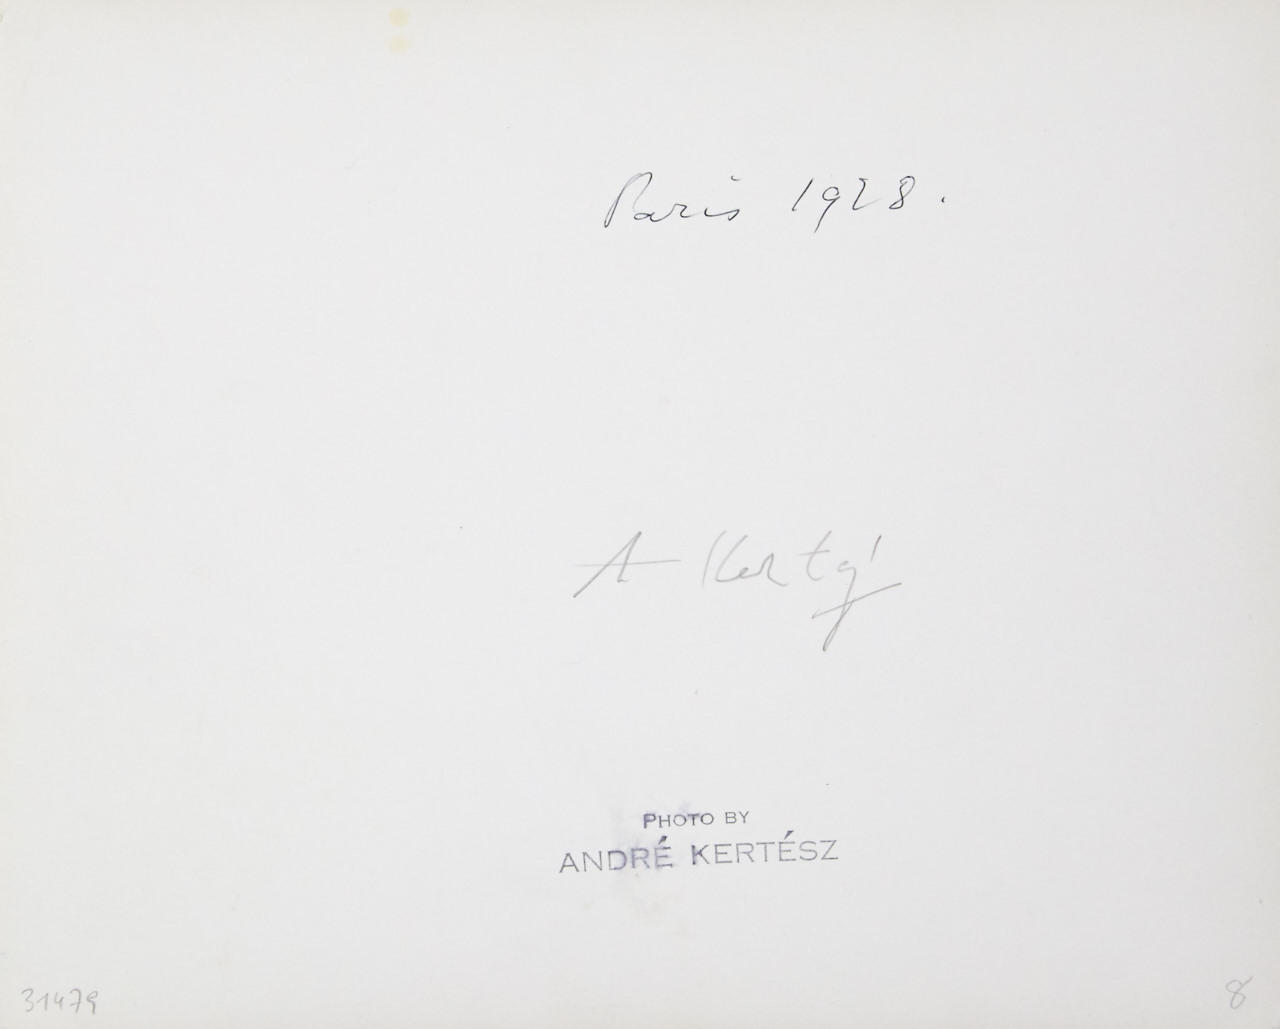 Paris 1928.
A Kertész
PHOTO BY
ANDRÉ KERTÉSZ
31479
8